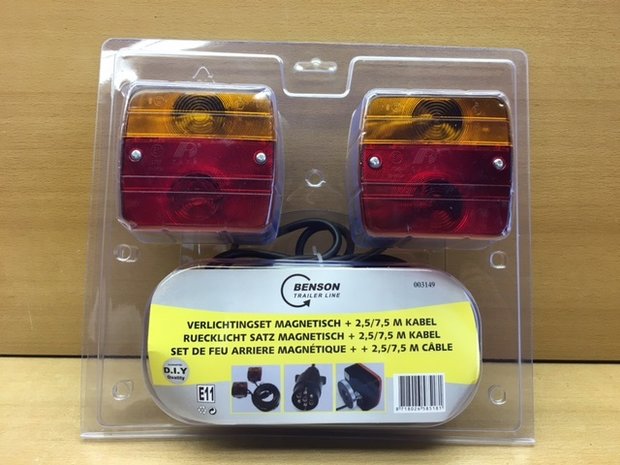 BENSON
TRAILER LINE
003149
VERLICHTINGSET MAGNETISCH + 2,5/7,5 M KABEL
RUECKLICHT SATZ MAGNETISCH + 2,5/7,5 M KABEL
SET DE FEU ARRIERE MAGNÉTIQUE + + 2,5/7,5 M CÂBLE
D.I.Y
Quality
E11
8718026585181